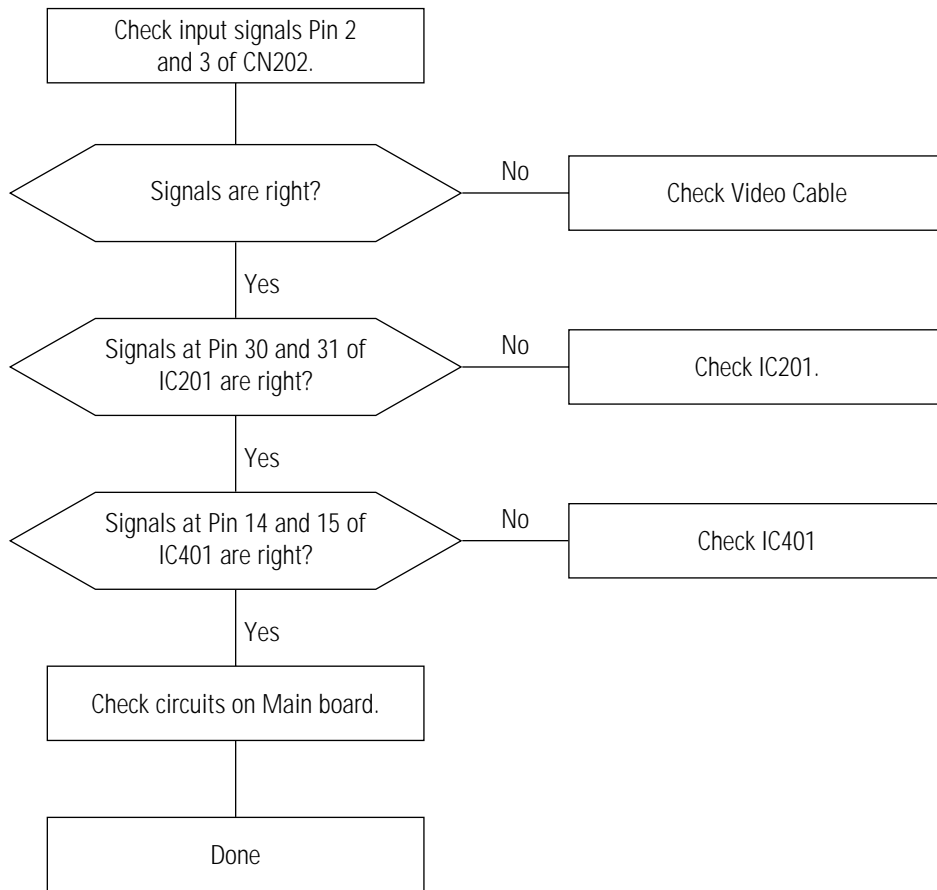 Check input signals Pin 2
and 3 of CN202.
Signals are right?
No
Check Video Cable
Yes
Signals at Pin 30 and 31 of
IC201 are right?
No
Check IC201.
Yes
Signals at Pin 14 and 15 of
IC401 are right?
No
Check IC401
Yes
Check circuits on Main board.
Done